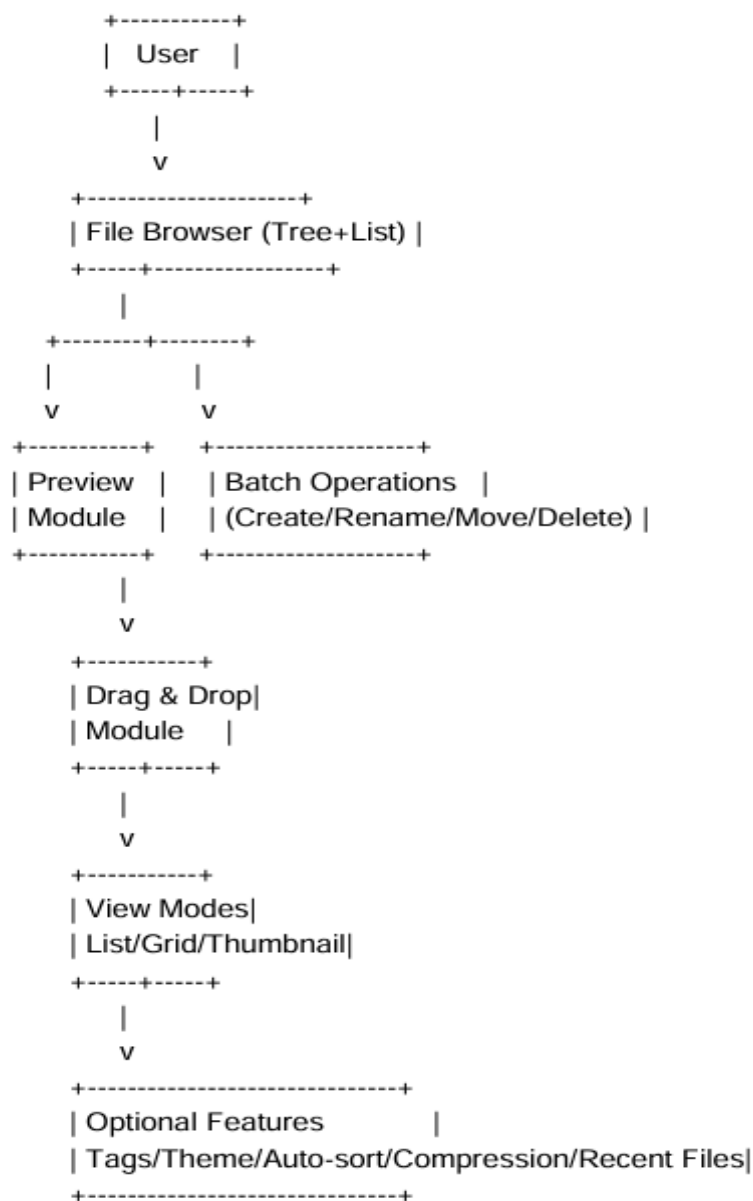 +-----------+
|   User   |
+-----+-----+
|
v
+---------------------+
| File Browser (Tree+List) |
+-----+-----------------+
|
+--------+--------+
|                |
v                v
+-----------+     +--------------------+
| Preview   |     | Batch Operations   |
| Module    |     | (Create/Rename/Move/Delete) |
+-----------+     +--------------------+
|
v
+-----------+
| Drag & Drop|
| Module     |
+-----+-----+
|
v
+-----------+
| View Modes|
| List/Grid/Thumbnail|
+-----+-----+
|
v
+-------------------------------+
| Optional Features             |
| Tags/Theme/Auto-sort/Compression/Recent Files|
+-------------------------------+